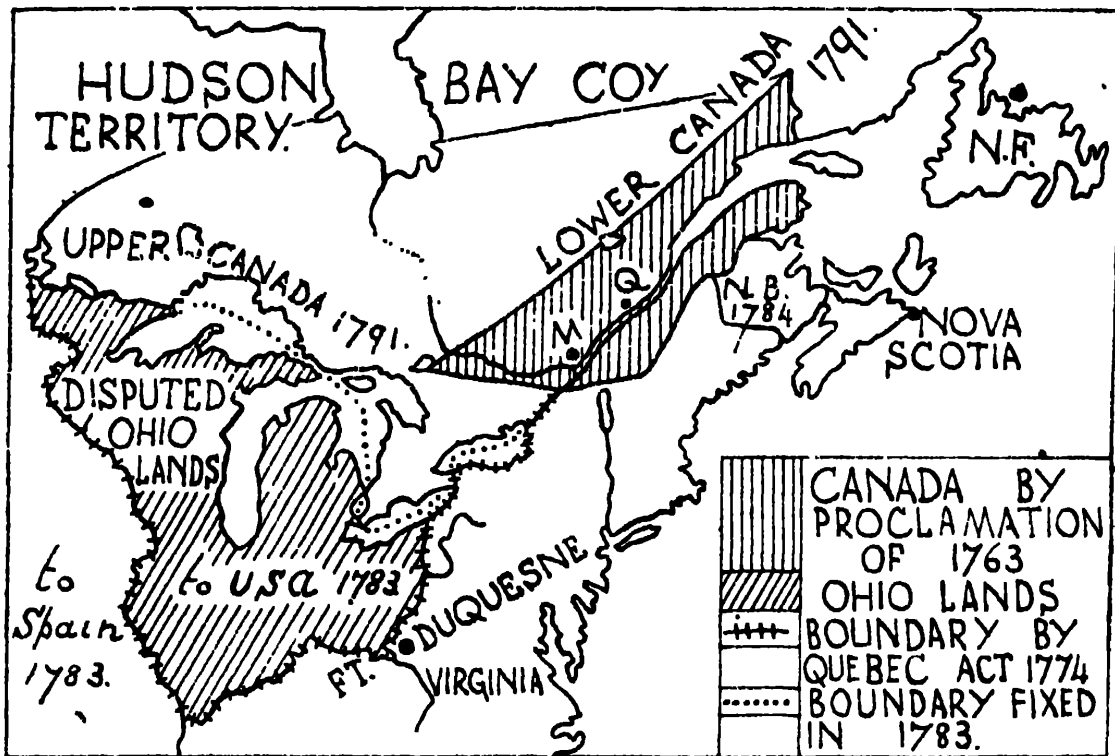 HUDSON BAY COY
TERRITORY.
LOWER CANADA 1791.
N.F.
UPPER CANADA 1791.
Q
M
N.B.
1784
NOVA
SCOTIA
DISPUTED
OHIO
LANDS
to USA 1783
to
Spain
1783.
FT. DUQUESNE
VIRGINIA
CANADA BY
PROCLAMATION
OF 1763
OHIO LANDS
BOUNDARY BY
QUEBEC ACT 1774
BOUNDARY FIXED
IN 1783.